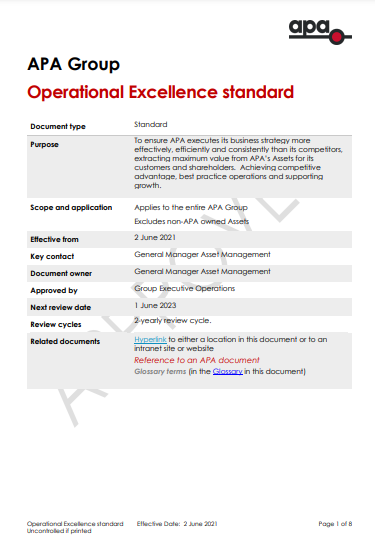 apa
APA Group
Operational Excellence standard
Document type Standard
Purpose To ensure APA executes its business strategy more
effectively, efficiently and consistently than its competitors,
extracting maximum value from APA's Assets for its
customers and shareholders. Achieving competitive
advantage, best practice operations and supporting
growth.
Scope and application Applies to the entire APA Group
Excludes non-APA owned Assets
Effective from 2 June 2021
Key contact General Manager Asset Management
Document owner General Manager Asset Management
Approved by Group Executive Operations
Next review date 1 June 2023
Review cycles 2-yearly review cycle.
Related documents Hyperlink to either a location in this document or to an
intranet site or website
Reference to an APA document
Glossary terms (in the Glossary in this document)
Operational Excellence standard Effective Date: 2 June 2021 Page 1 of 8
Uncontrolled if printed